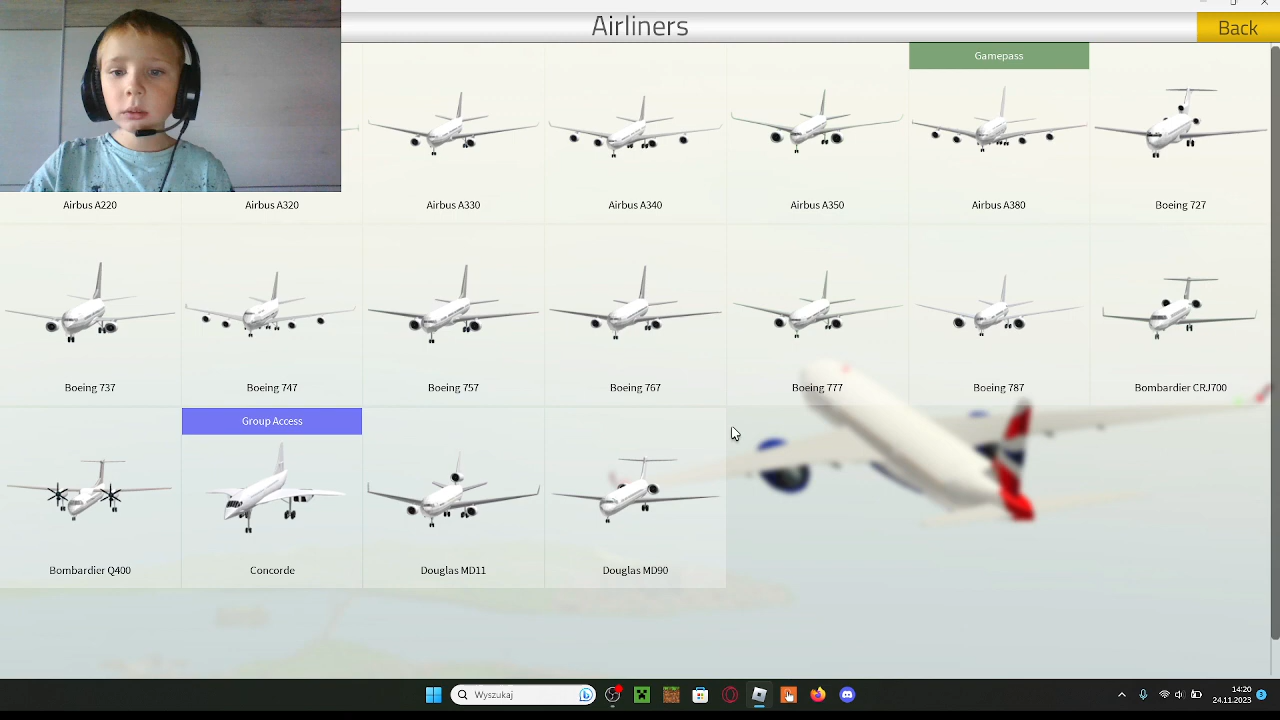 Airliners
Back
Gamepass
Airbus A220
Airbus A320
Airbus A330
Airbus A340
Airbus A350
Airbus A380
Boeing 727
Boeing 737
Boeing 747
Boeing 757
Boeing 767
Boeing 777
Boeing 787
Bombardier CRJ700
Group Access
Bombardier Q400
Concorde
Douglas MD11
Douglas MD90
Wyszukaj
14:20
24.11.2023
3